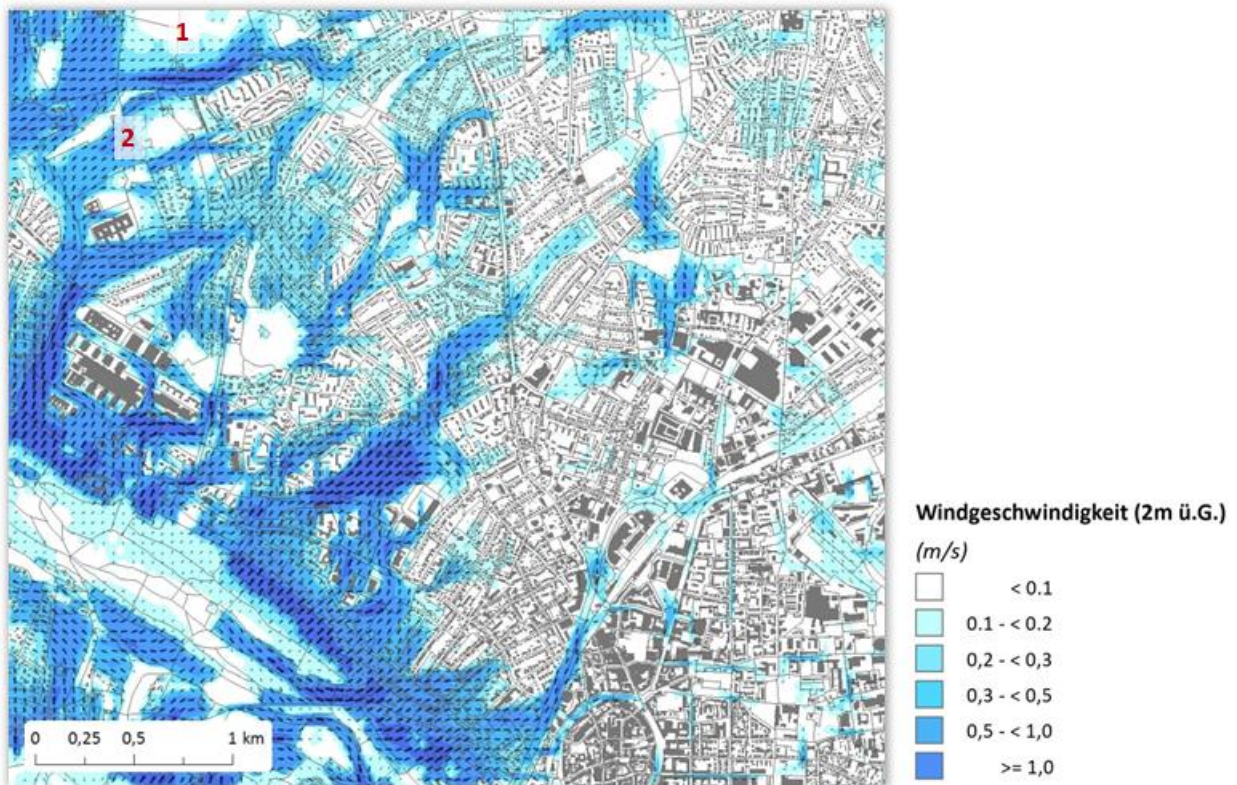 1
2
0 0,25 0,5 1 km
Windgeschwindigkeit (2m ü.G.)
(m/s)
< 0.1
0.1 - < 0.2
0,2 - < 0,3
0,3 - < 0,5
0,5 - < 1,0
>= 1,0